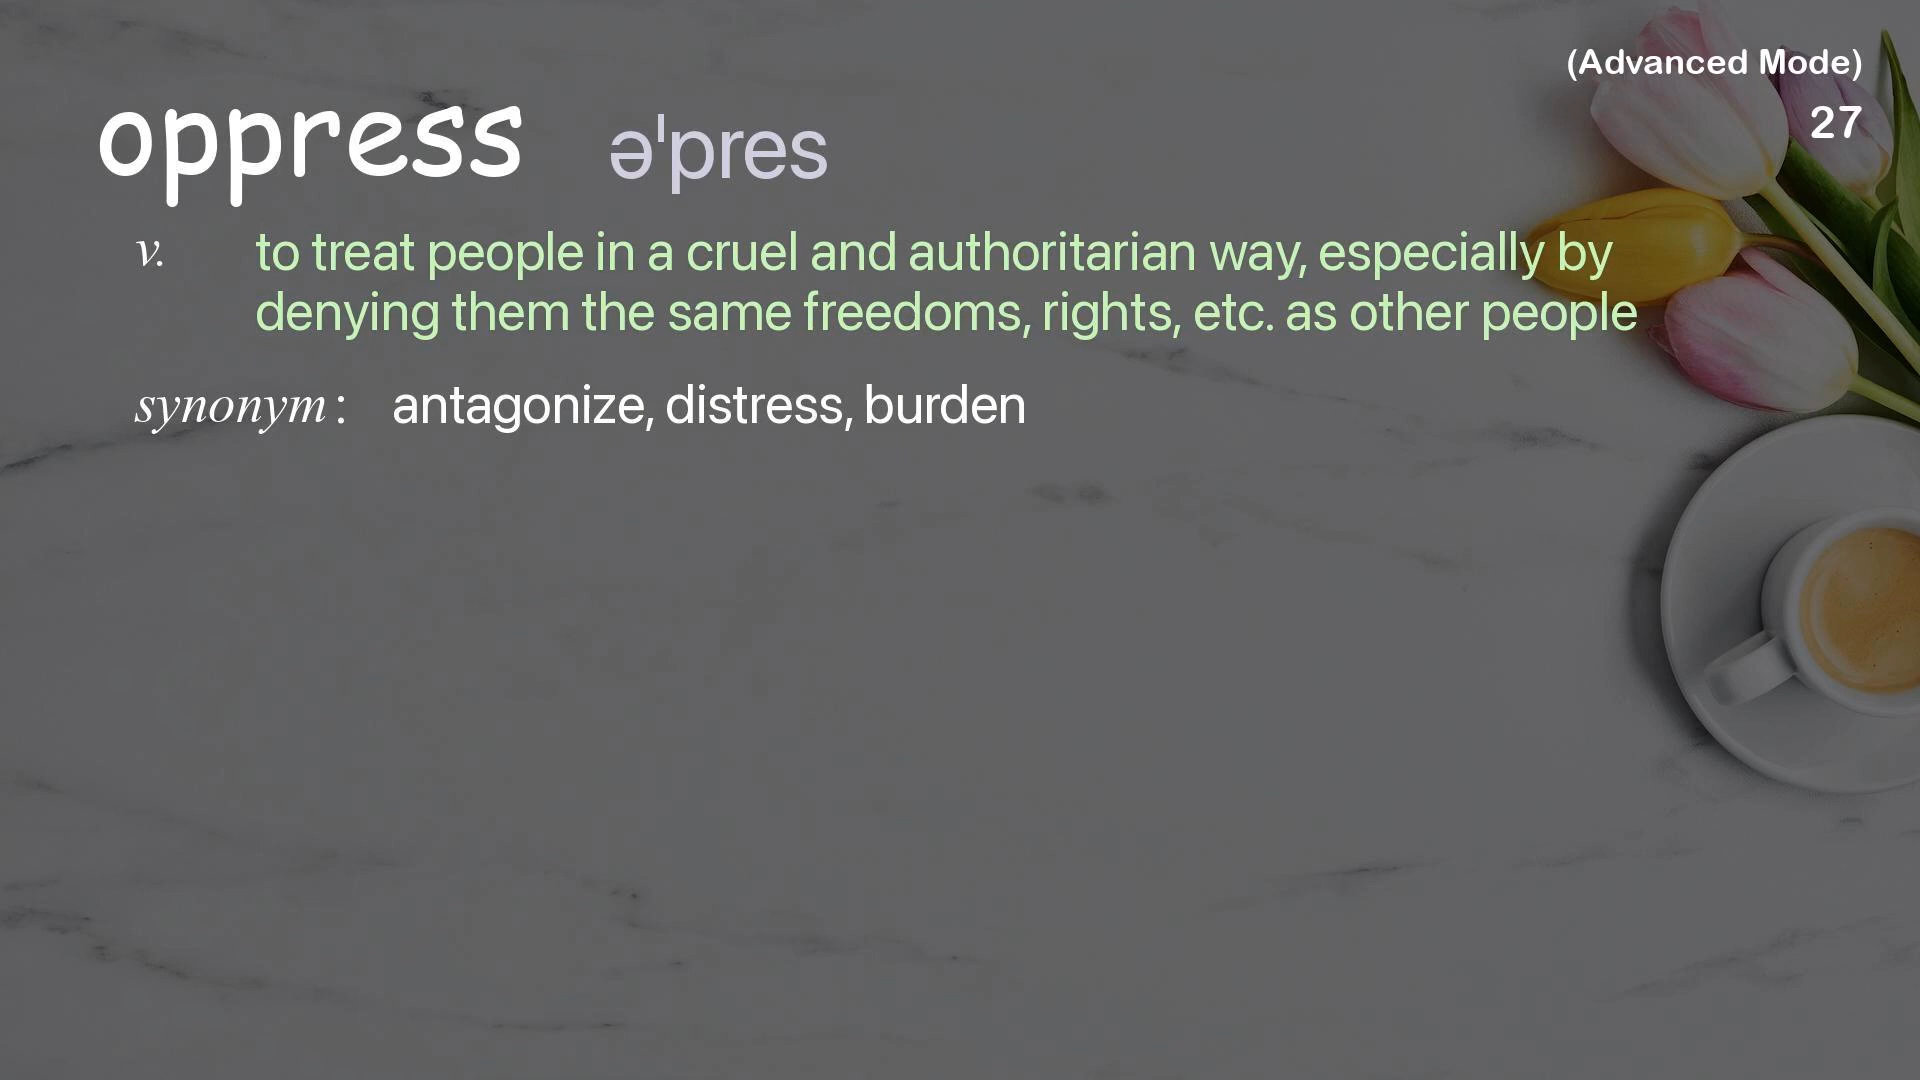 (Advanced Mode)
27
oppress əˈpres
v. to treat people in a cruel and authoritarian way, especially by
denying them the same freedoms, rights, etc. as other people
synonym : antagonize, distress, burden